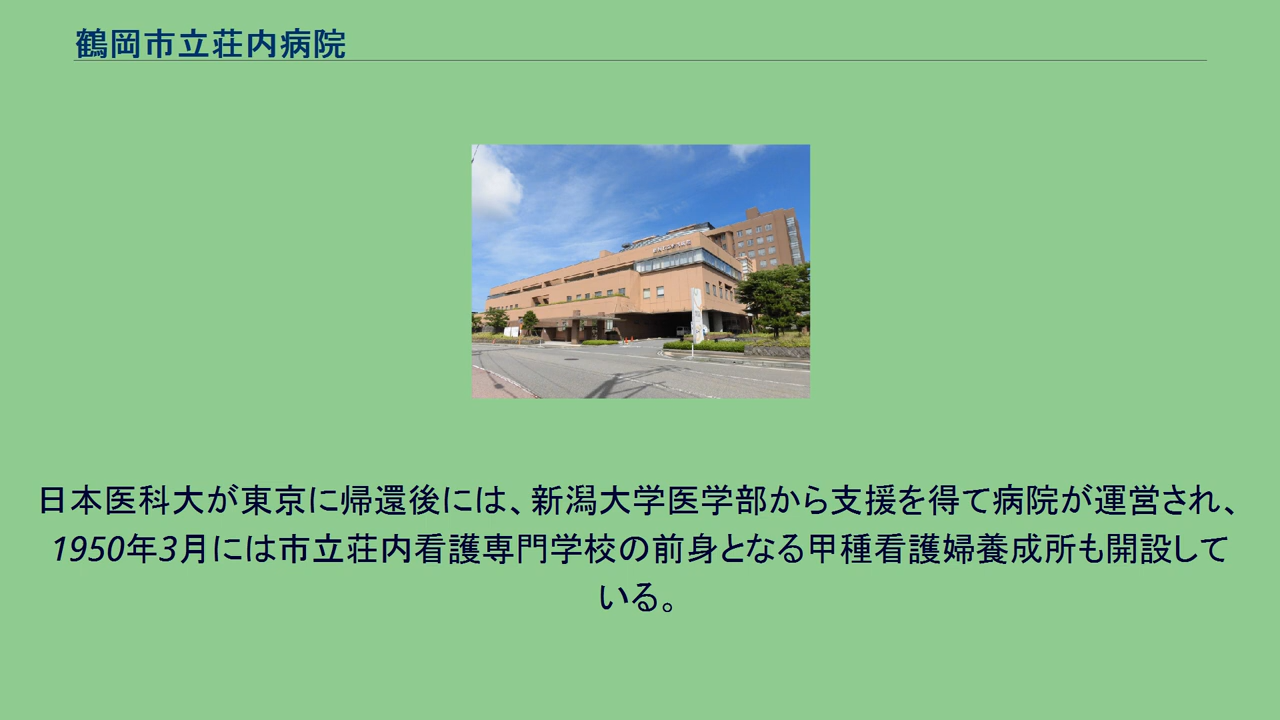 鶴岡市立荘内病院
日本医科大が東京に帰還後には、新潟大学医学部から支援を得て病院が運営され、
1950年3月には市立荘内看護専門学校の前身となる甲種看護婦養成所も開設して
いる。